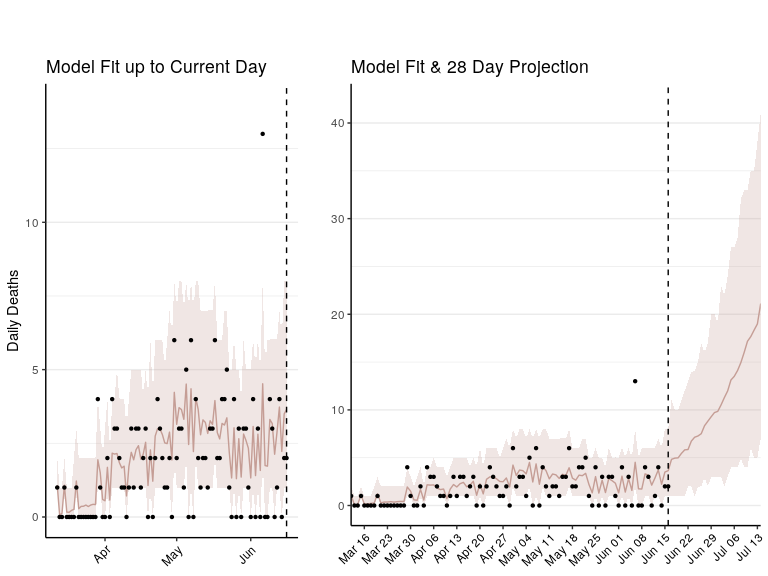 Model Fit up to Current Day
Daily Deaths
10
5
0
Apr
May
Jun
Model Fit & 28 Day Projection
40
30
20
10
0
Mar 16
Mar 23
Mar 30
Apr 06
Apr 13
Apr 20
Apr 27
May 04
May 11
May 18
May 25
Jun 01
Jun 08
Jun 15
Jun 22
Jun 29
Jul 06
Jul 13